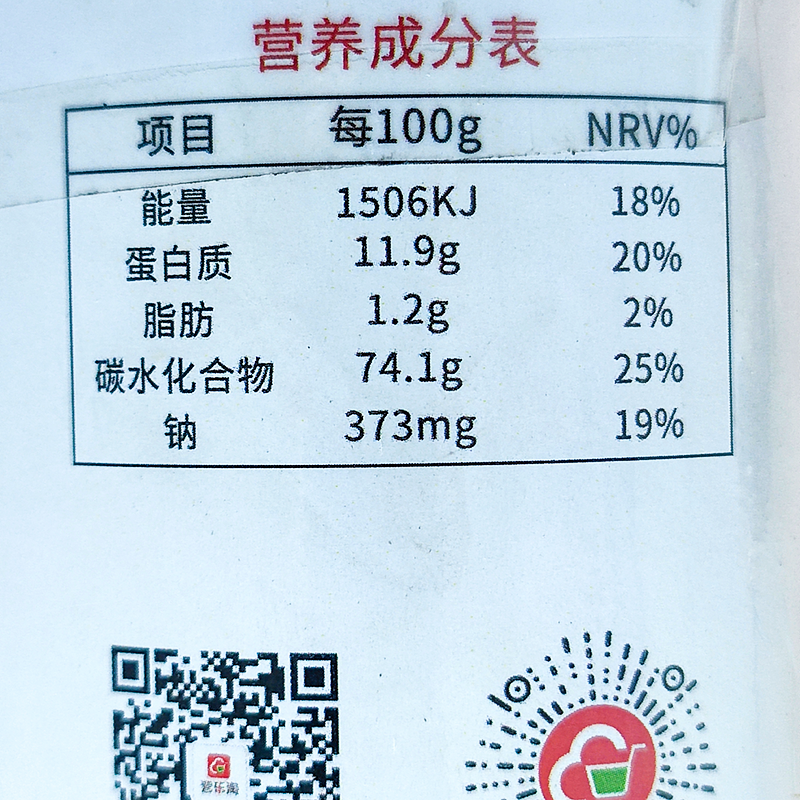 营养成分表
项目 每100g NRV%
能量 1506KJ 18%
蛋白质 11.9g 20%
脂肪 1.2g 2%
碳水化合物 74.1g 25%
钠 373mg 19%